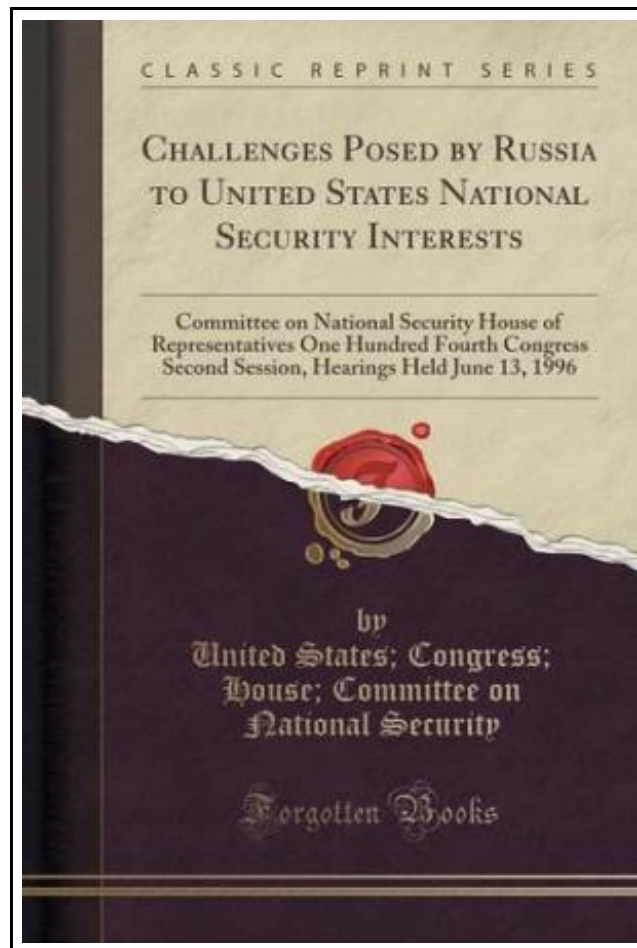 CLASSIC REPRINT SERIES
CHALLENGES POSED BY RUSSIA
TO UNITED STATES NATIONAL
SECURITY INTERESTS
Committee on National Security House of
Representatives One Hundred Fourth Congress
Second Session, Hearings Held June 13, 1996
by
United States; Congress;
House; Committee on
National Security
Forgotten Books